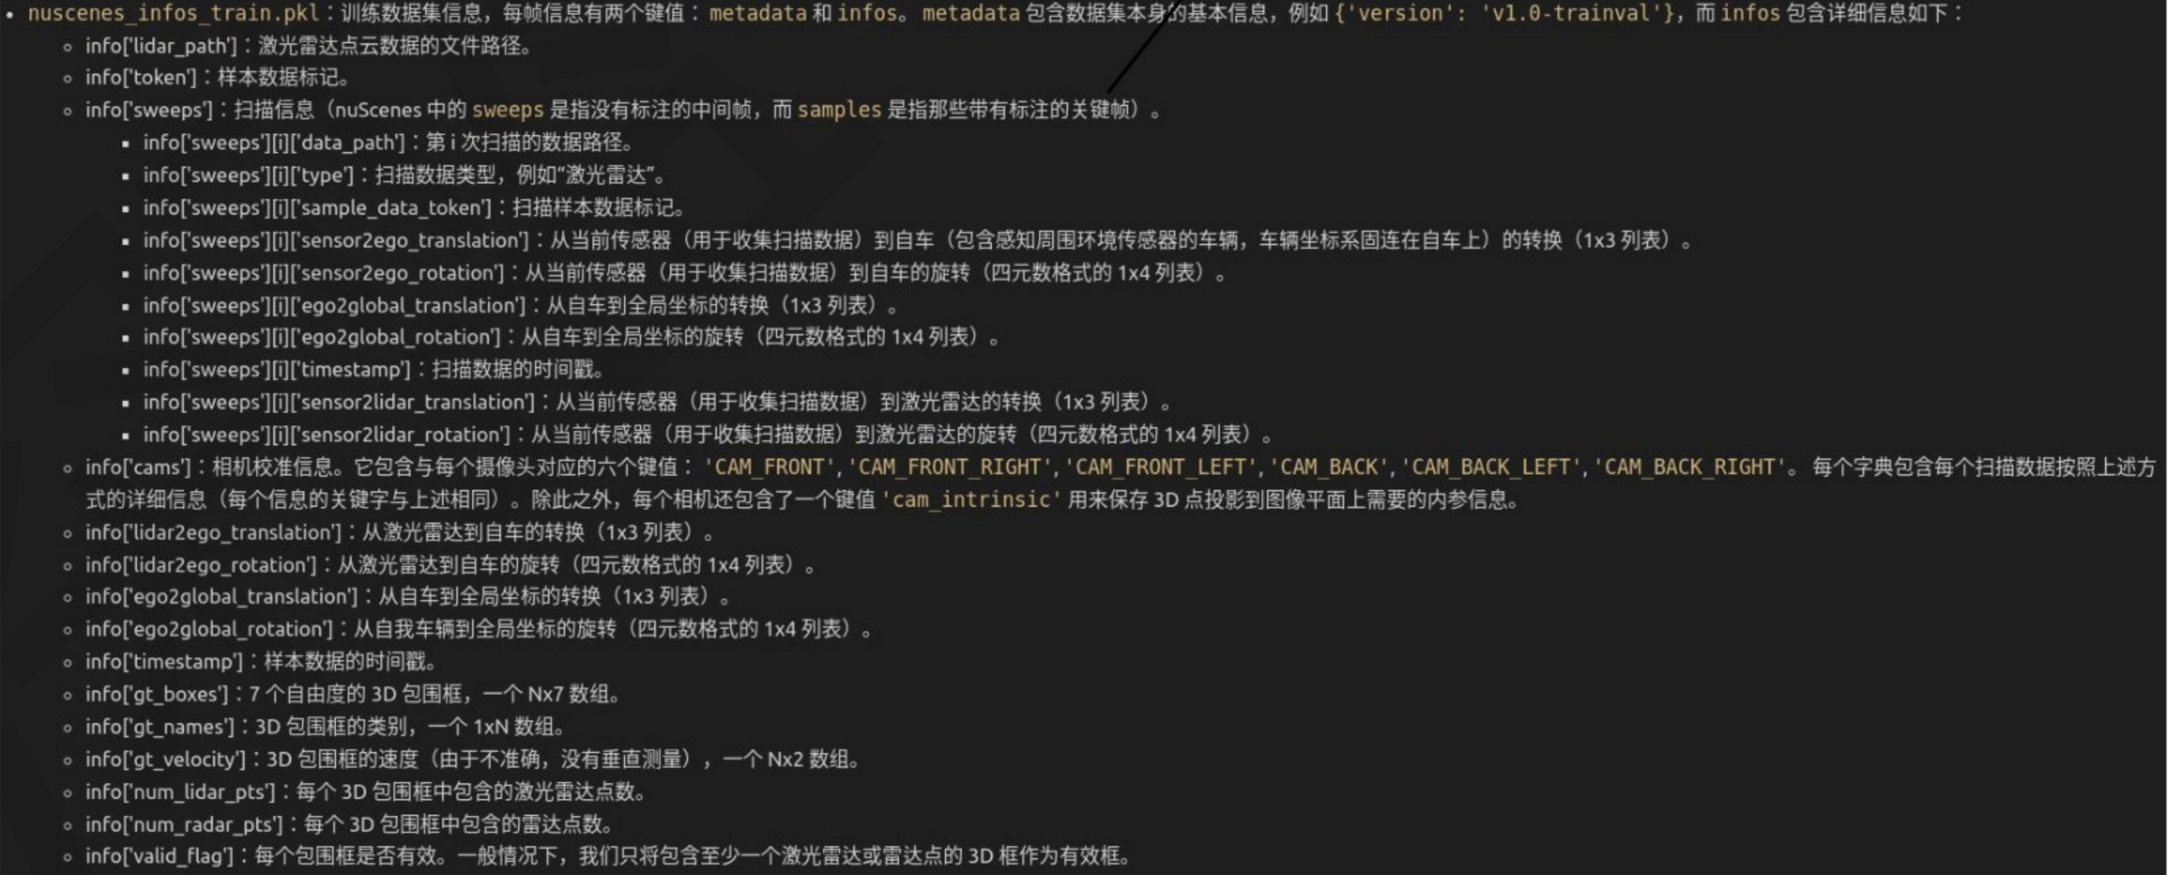 • nuscenes_infos_train.pkl：训练数据集信息，每帧信息有两个键值：metadata 和 infos。metadata 包含数据集本身的基本信息，例如 {'version': 'v1.0-trainval'}，而 infos 包含详细信息如下：
◦ info['lidar_path']：激光雷达点云数据的文件路径。
◦ info['token']：样本数据标记。
◦ info['sweeps']：扫描信息（nuScenes 中的 sweeps 是指没有标注的中间帧，而 samples 是指那些带有标注的关键帧）。
▪ info['sweeps'][i]['data_path']：第 i 次扫描的数据路径。
▪ info['sweeps'][i]['type']：扫描数据类型，例如“激光雷达”。
▪ info['sweeps'][i]['sample_data_token']：扫描样本数据标记。
▪ info['sweeps'][i]['sensor2ego_translation']：从当前传感器（用于收集扫描数据）到自车（包含感知周围环境传感器的车辆，车辆坐标系固连在自车上）的转换（1x3 列表）。
▪ info['sweeps'][i]['sensor2ego_rotation']：从当前传感器（用于收集扫描数据）到自车的旋转（四元数格式的 1x4 列表）。
▪ info['sweeps'][i]['ego2global_translation']：从自车到全局坐标的转换（1x3 列表）。
▪ info['sweeps'][i]['ego2global_rotation']：从自车到全局坐标的旋转（四元数格式的 1x4 列表）。
▪ info['sweeps'][i]['timestamp']：扫描数据的时间戳。
▪ info['sweeps'][i]['sensor2lidar_translation']：从当前传感器（用于收集扫描数据）到激光雷达的转换（1x3 列表）。
▪ info['sweeps'][i]['sensor2lidar_rotation']：从当前传感器（用于收集扫描数据）到激光雷达的旋转（四元数格式的 1x4 列表）。
◦ info['cams']：相机校准信息。它包含与每个摄像头对应的六个键值： 'CAM_FRONT', 'CAM_FRONT_RIGHT', 'CAM_FRONT_LEFT', 'CAM_BACK', 'CAM_BACK_LEFT', 'CAM_BACK_RIGHT'。 每个字典包含每个扫描数据按照上述方
式的详细信息（每个信息的关键字与上述相同）。除此之外，每个相机还包含了一个键值 'cam_intrinsic' 用来保存 3D 点投影到图像平面上需要的内参信息。
◦ info['lidar2ego_translation']：从激光雷达到自车的转换（1x3 列表）。
◦ info['lidar2ego_rotation']：从激光雷达到自车的旋转（四元数格式的 1x4 列表）。
◦ info['ego2global_translation']：从自车到全局坐标的转换（1x3 列表）。
◦ info['ego2global_rotation']：从自我车辆到全局坐标的旋转（四元数格式的 1x4 列表）。
◦ info['timestamp']：样本数据的时间戳。
◦ info['gt_boxes']：7 个自由度的 3D 包围框，一个 Nx7 数组。
◦ info['gt_names']：3D 包围框的类别，一个 1xN 数组。
◦ info['gt_velocity']：3D 包围框的速度（由于不准确，没有垂直测量），一个 Nx2 数组。
◦ info['num_lidar_pts']：每个 3D 包围框中包含的激光雷达点数。
◦ info['num_radar_pts']：每个 3D 包围框中包含的雷达点数。
◦ info['valid_flag']：每个包围框是否有效。一般情况下，我们只将包含至少一个激光雷达或雷达点的 3D 框作为有效框。